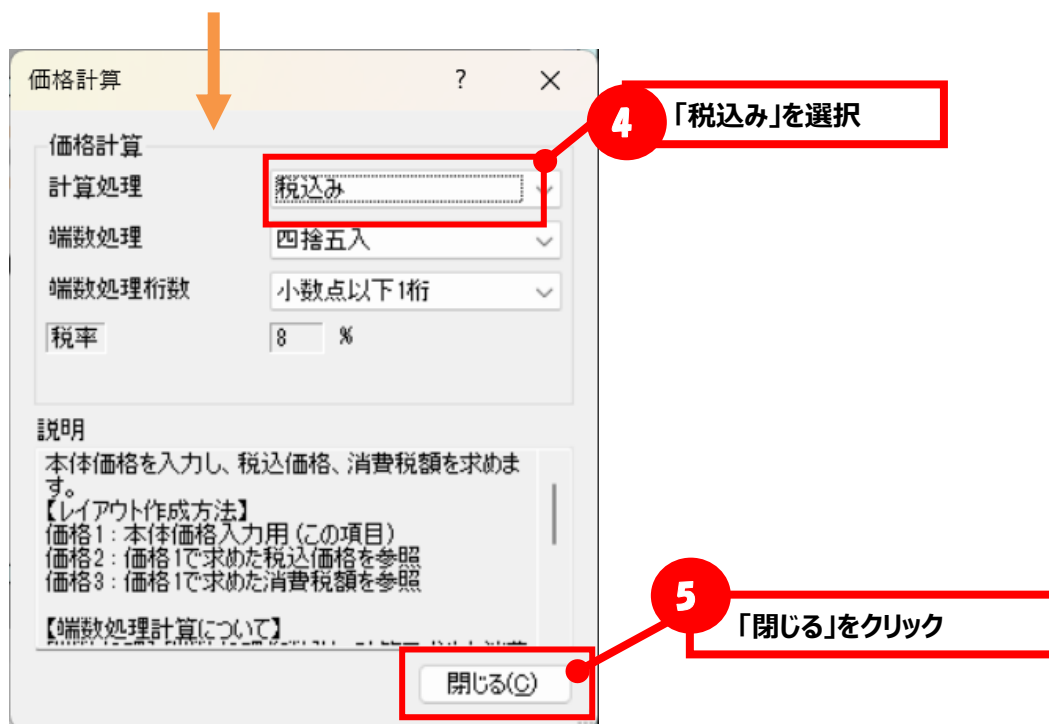 価格計算
?
4
「税込み」を選択
価格計算
計算処理
税込み
端数処理
四捨五入
端数処理桁数
小数点以下1桁
税率
8 %
説明
本体価格を入力し、税込価格、消費税額を求めま
す。
【レイアウト作成方法】
価格1:本体価格入力用(この項目)
価格2:価格1で求めた税込価格を参照
価格3:価格1で求めた消費税額を参照
【端数処理計算について】
5
「閉じる」をクリック
閉じる(C)